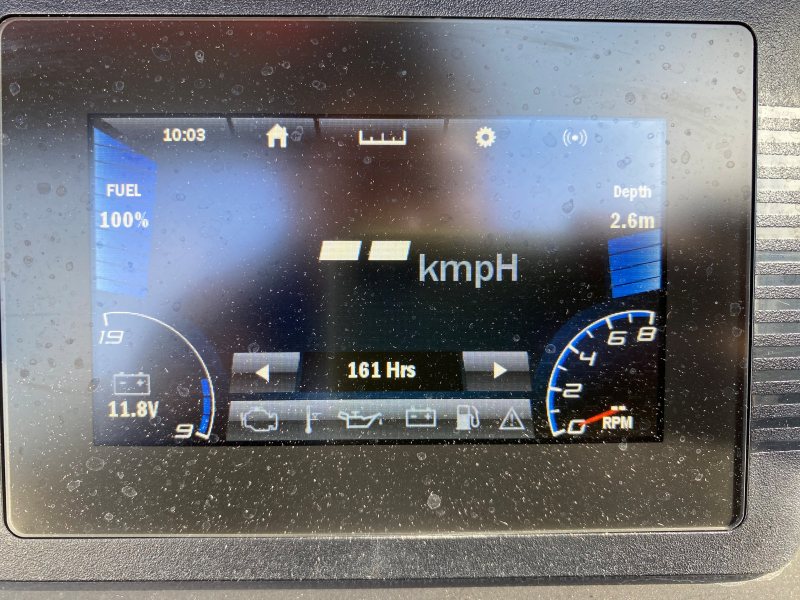 10:03
FUEL
100%
Depth
2.6m
-- kmpH
19
11.8V
9
161 Hrs
8
6
4
2
0
--
RPM